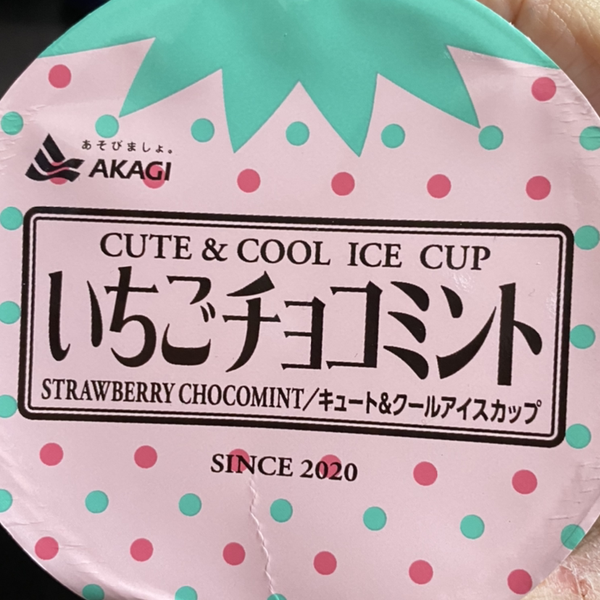 あそびましょ。
AKAGI
CUTE & COOL ICE CUP
いちごチョコミント
STRAWBERRY CHOCOMINT/キュート&クールアイスカップ
SINCE 2020